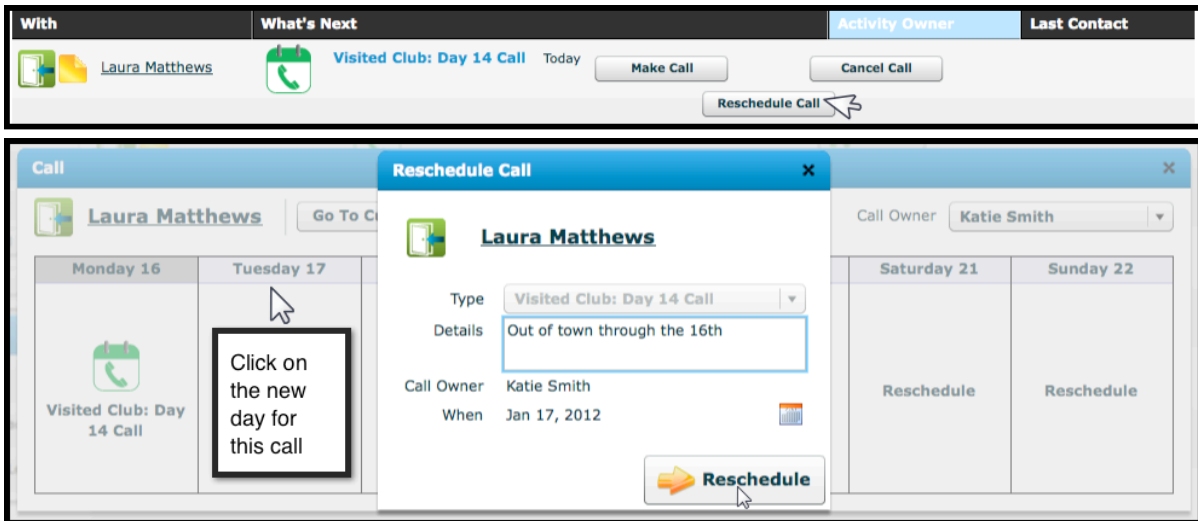 With What's Next Activity Owner Last Contact
Laura Matthews Visited Club: Day 14 Call Today Make Call Cancel Call
Reschedule Call
Call
Laura Matthews Go To Call Owner Katie Smith
Monday 16 Tuesday 17 Saturday 21 Sunday 22
Visited Club: Day
14 Call
Click on
the new
day for
this call
Reschedule Reschedule
Reschedule Call
Laura Matthews
Type Visited Club: Day 14 Call
Details Out of town through the 16th
Call Owner Katie Smith
When Jan 17, 2012
Reschedule